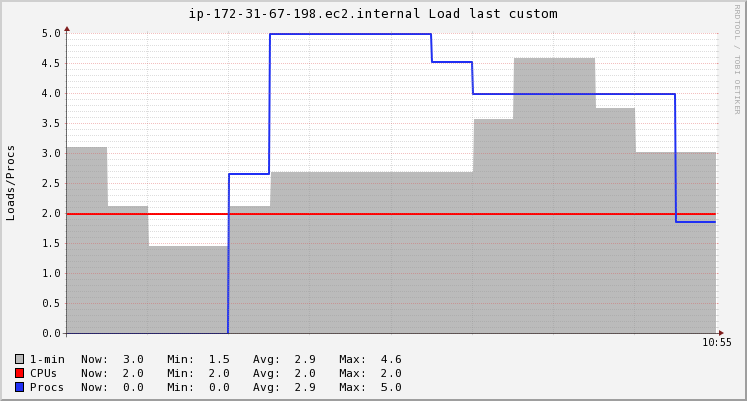 ip-172-31-67-198.ec2.internal Load last custom
RRDTOOL / TOBI OETIKER
Loads/Procs
5.0
4.5
4.0
3.5
3.0
2.5
2.0
1.5
1.0
0.5
0.0
10:55
1-min Now: 3.0 Min: 1.5 Avg: 2.9 Max: 4.6
CPUs Now: 2.0 Min: 2.0 Avg: 2.0 Max: 2.0
Procs Now: 0.0 Min: 0.0 Avg: 2.9 Max: 5.0